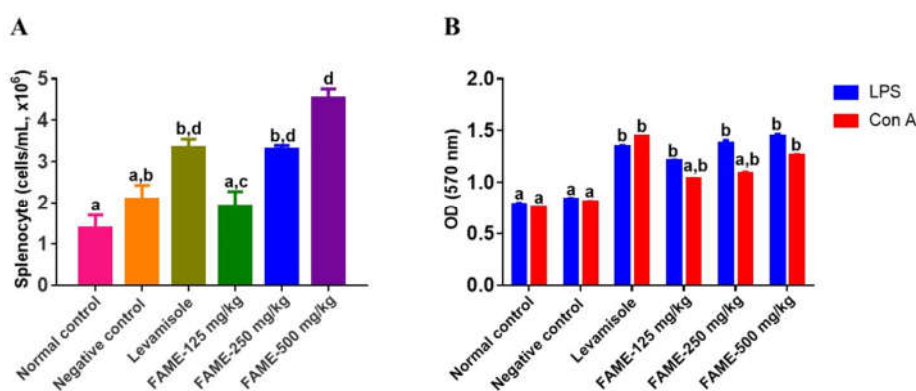 A
Splenocyte (cells/mL, x10⁶)
5
4
3
2
1
0
a
a,b
b,d
a,c
b,d
d
Normal control
Negative control
Levamisole
FAME-125 mg/kg
FAME-250 mg/kg
FAME-500 mg/kg
B
OD (570 nm)
2.0
1.5
1.0
0.5
0.0
a a
a a
b b
b a,b
b a,b
b b
Normal control
Negative control
Levamisole
FAME-125 mg/kg
FAME-250 mg/kg
FAME-500 mg/kg
LPS
Con A